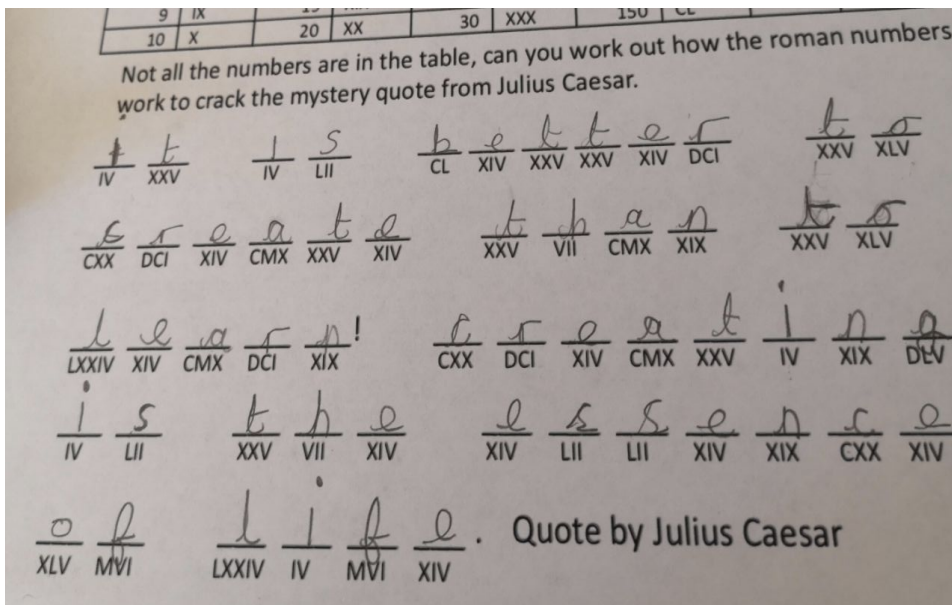 9 IX XX 30 XXX 150 CL
10 X 20 XX
Not all the numbers are in the table, can you work out how the roman numbers
work to crack the mystery quote from Julius Caesar.
i t i s b e t t e r t o
IV XXV IV LII CL XIV XXV XXV XIV DCI XXV XLV
c r e a t e t h a n t o
CXX DCI XIV CMX XXV XIV XXV VII CMX XIX XXV XLV
l e a r n ! c r e a t i n g
LXXIV XIV CMX DCI XIX CXX DCI XIV CMX XXV IV XIX DLV
i s t h e e s s e n c e
IV LII XXV VII XIV XIV LII LII XIV XIX CXX XIV
o f l i f e . Quote by Julius Caesar
XLV MVI LXXIV IV MVI XIV